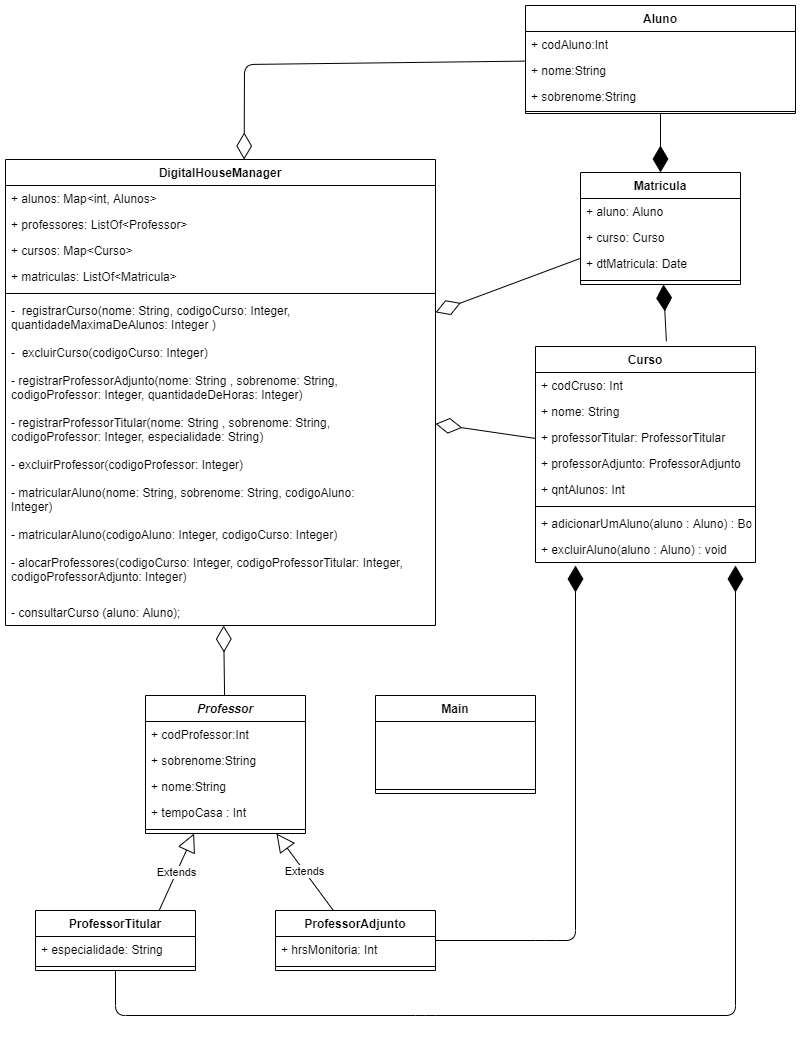 Aluno
+ codAluno:Int
+ nome:String
+ sobrenome:String
DigitalHouseManager
+ alunos: Map<int, Alunos>
+ professores: ListOf<Professor>
+ cursos: Map<Curso>
+ matriculas: ListOf<Matricula>
- registrarCurso(nome: String, codigoCurso: Integer,
quantidadeMaximaDeAlunos: Integer )
- excluirCurso(codigoCurso: Integer)
- registrarProfessorAdjunto(nome: String , sobrenome: String,
codigoProfessor: Integer, quantidadeDeHoras: Integer)
- registrarProfessorTitular(nome: String , sobrenome: String,
codigoProfessor: Integer, especialidade: String)
- excluirProfessor(codigoProfessor: Integer)
- matricularAluno(nome: String, sobrenome: String, codigoAluno:
Integer)
- matricularAluno(codigoAluno: Integer, codigoCurso: Integer)
- alocarProfessores(codigoCurso: Integer, codigoProfessorTitular: Integer,
codigoProfessorAdjunto: Integer)
- consultarCurso (aluno: Aluno);
Matricula
+ aluno: Aluno
+ curso: Curso
+ dtMatricula: Date
Curso
+ codCruso: Int
+ nome: String
+ professorTitular: ProfessorTitular
+ professorAdjunto: ProfessorAdjunto
+ qntAlunos: Int
+ adicionarUmAluno(aluno : Aluno) : Bo
+ excluirAluno(aluno : Aluno) : void
Professor
+ codProfessor:Int
+ sobrenome:String
+ nome:String
+ tempoCasa : Int
Main
Extends
Extends
ProfessorTitular
+ especialidade: String
ProfessorAdjunto
+ hrsMonitoria: Int